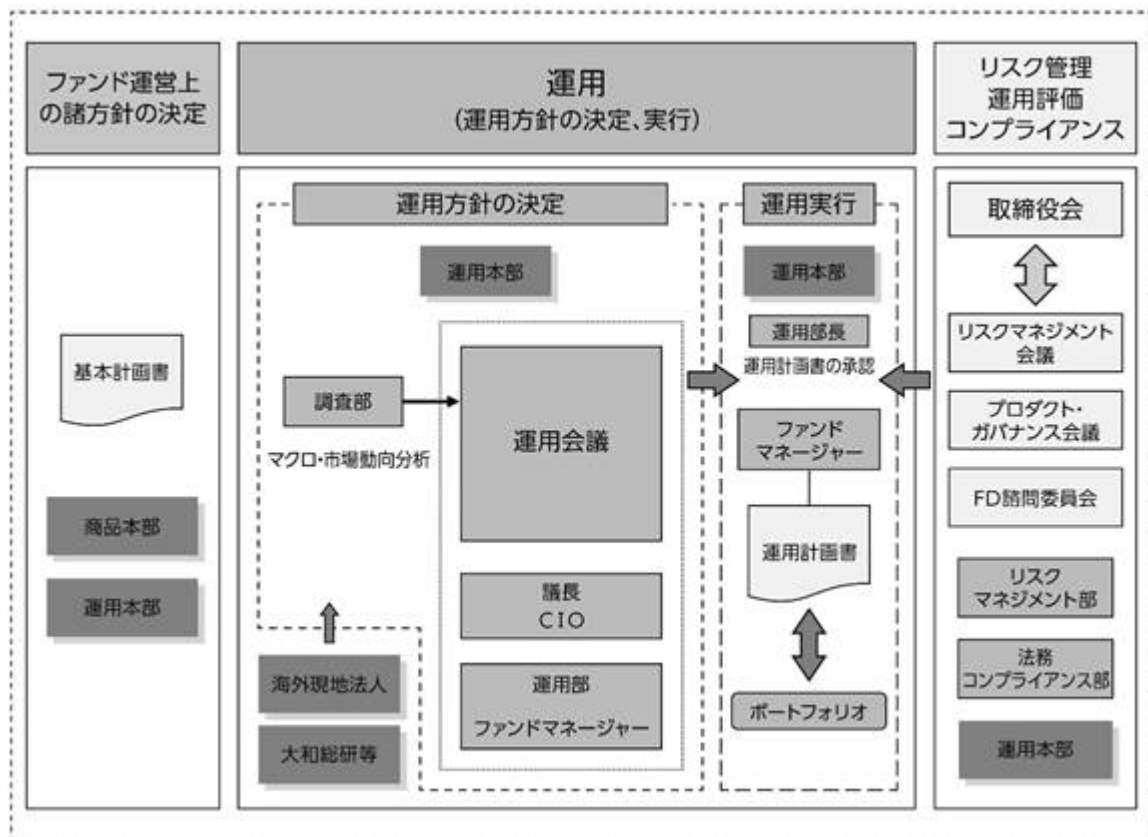 ファンド運営上
の諸方針の決定
基本計画書
商品本部
運用本部
運用
(運用方針の決定、実行)
運用方針の決定
運用本部
調査部
マクロ・市場動向分析
運用会議
議長
CIO
運用部
ファンドマネージャー
海外現地法人
大和総研等
運用実行
運用本部
運用部長
運用計画書の承認
ファンド
マネージャー
運用計画書
ポートフォリオ
リスク管理
運用評価
コンプライアンス
取締役会
リスクマネジメント
会議
プロダクト・
ガバナンス会議
FD諮問委員会
リスク
マネジメント部
法務
コンプライアンス部
運用本部